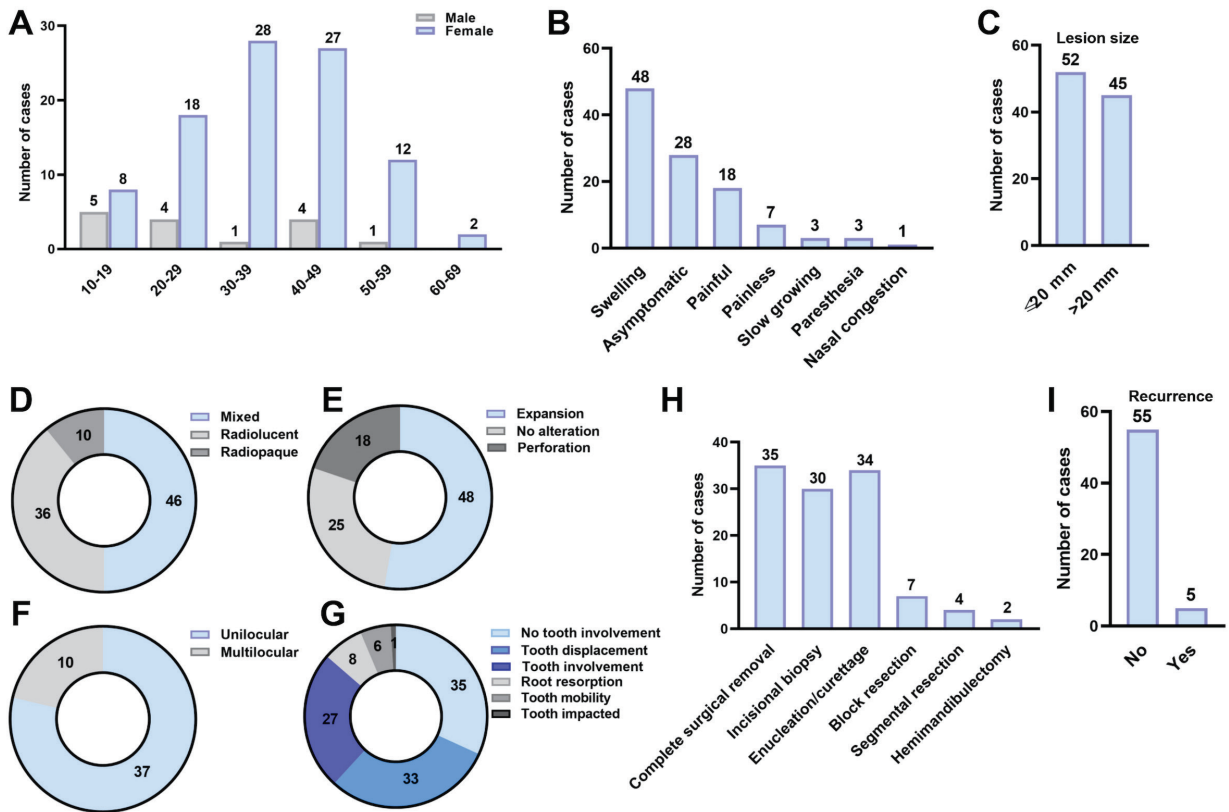 A
Male
Female
Number of cases
30
20
10
0
5
8
4
18
1
28
4
27
1
12
2
10-19
20-29
30-39
40-49
50-59
60-69
B
Number of cases
60
40
20
0
48
28
18
7
3
3
1
Swelling
Asymptomatic
Painful
Painless
Slow growing
Paresthesia
Nasal congestion
C
Lesion size
Number of cases
60
40
20
0
52
45
≤20 mm
>20 mm
D
10
36
46
Mixed
Radiolucent
Radiopaque
E
18
25
48
Expansion
No alteration
Perforation
F
10
37
Unilocular
Multilocular
G
1
6
8
35
27
33
No tooth involvement
Tooth displacement
Tooth involvement
Root resorption
Tooth mobility
Tooth impacted
H
Number of cases
40
30
20
10
0
35
30
34
7
4
2
Complete surgical removal
Incisional biopsy
Enucleation/curettage
Block resection
Segmental resection
Hemimandibulectomy
I
Recurrence
Number of cases
60
40
20
0
55
5
No
Yes